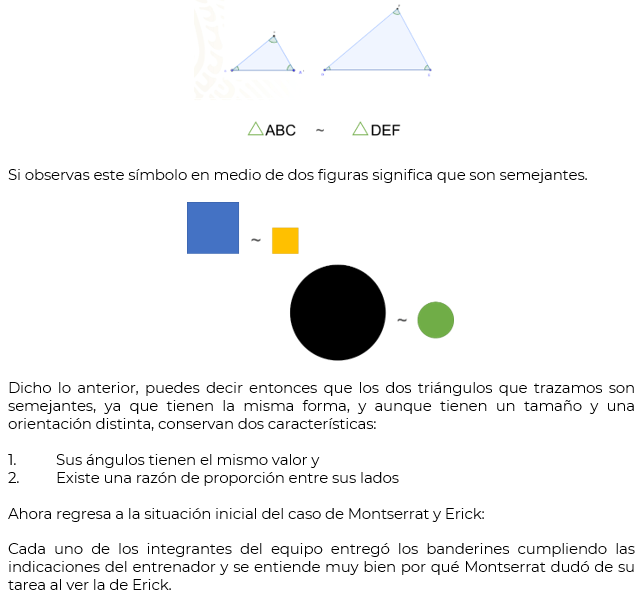 △ABC ~ △DEF
Si observas este símbolo en medio de dos figuras significa que son semejantes.
~
~
Dicho lo anterior, puedes decir entonces que los dos triángulos que trazamos son
semejantes, ya que tienen la misma forma, y aunque tienen un tamaño y una
orientación distinta, conservan dos características:
1. Sus ángulos tienen el mismo valor y
2. Existe una razón de proporción entre sus lados
Ahora regresa a la situación inicial del caso de Montserrat y Erick:
Cada uno de los integrantes del equipo entregó los banderines cumpliendo las
indicaciones del entrenador y se entiende muy bien por qué Montserrat dudó de su
tarea al ver la de Erick.